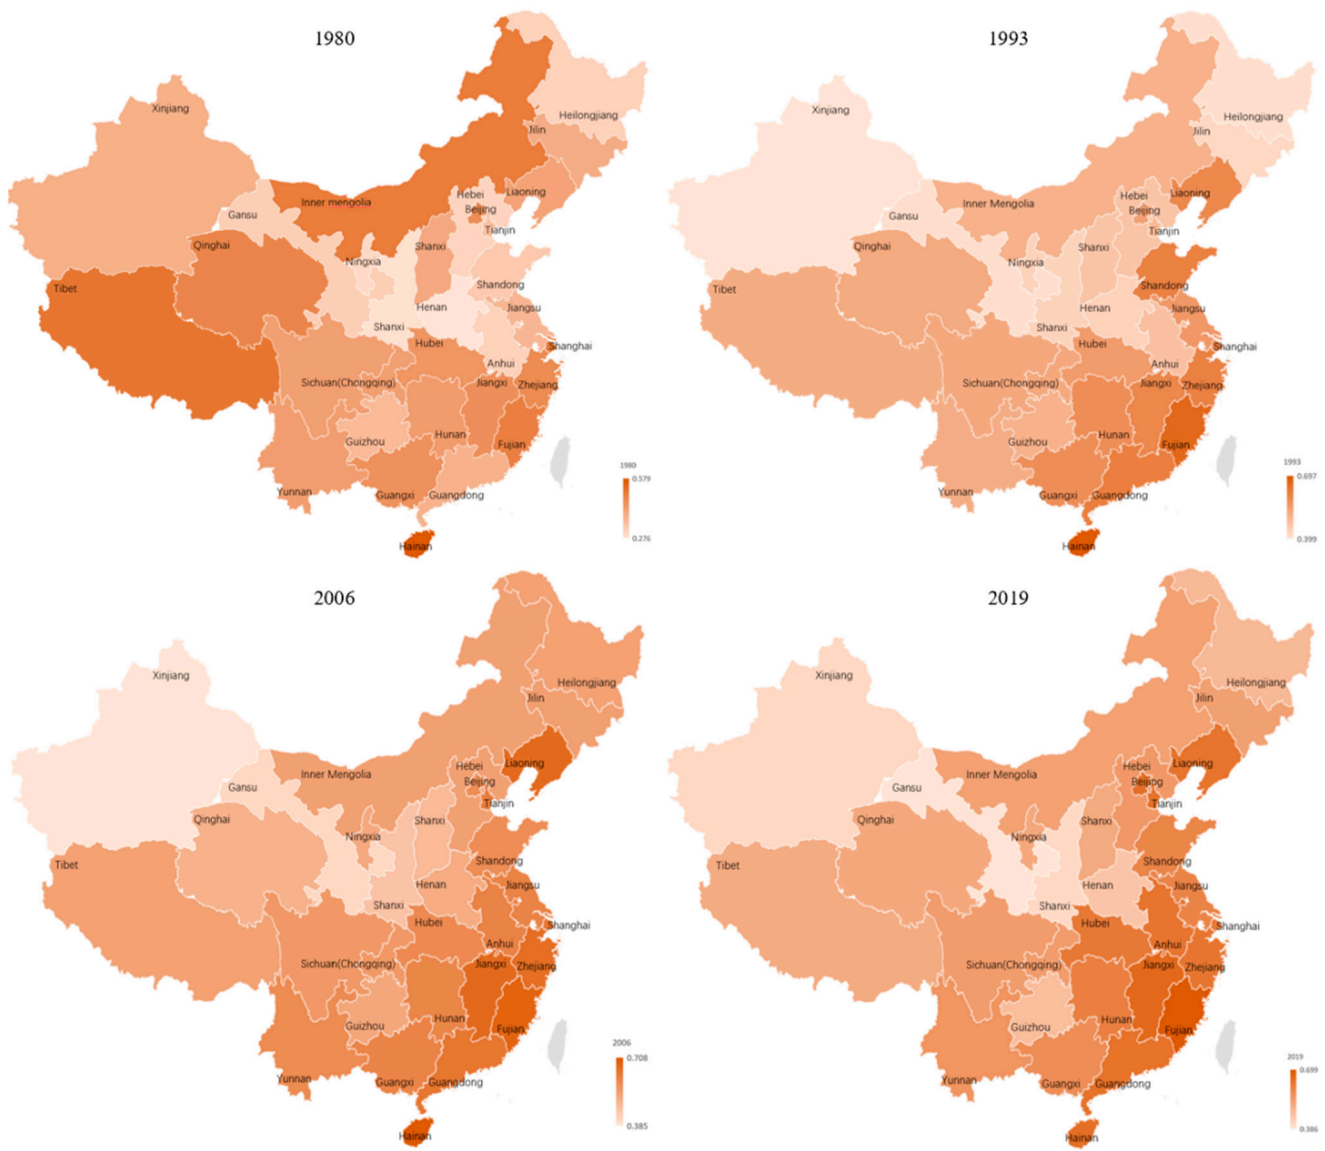 1980
Xinjiang
Heilongjiang
Jilin
Hebei
Liaoning
Inner mengolia
Beijing
Gansu
Tianjin
Qinghai
Shanxi
Ningxia
Tibet
Shandong
Henan
Jiangsu
Shanxi
Hubei
Shanghai
Anhui
Sichuan(Chongqing)
Jiangxi
Zhejiang
Guizhou
Hunan
Fujian
Yunnan
Guangxi
Guangdong
Hainan
1980
0.579
0.276
1993
Xinjiang
Heilongjiang
Jilin
Hebei
Liaoning
Inner Mengolia
Beijing
Gansu
Tianjin
Qinghai
Shanxi
Ningxia
Tibet
Shandong
Henan
Jiangsu
Shanxi
Hubei
Shanghai
Anhui
Sichuan(Chongqing)
Jiangxi
Zhejiang
Guizhou
Hunan
Fujian
Yunnan
Guangxi
Guangdong
Hainan
1993
0.697
0.399
2006
Xinjiang
Heilongjiang
Jilin
Hebei
Liaoning
Inner Mengolia
Beijing
Gansu
Tianjin
Qinghai
Shanxi
Ningxia
Tibet
Shandong
Henan
Jiangsu
Shanxi
Hubei
Shanghai
Anhui
Sichuan(Chongqing)
Jiangxi
Zhejiang
Guizhou
Hunan
Fujian
Yunnan
Guangxi
Guangdong
Hainan
2006
0.708
0.385
2019
Xinjiang
Heilongjiang
Jilin
Hebei
Liaoning
Inner Mengolia
Beijing
Gansu
Tianjin
Qinghai
Shanxi
Ningxia
Tibet
Shandong
Henan
Jiangsu
Shanxi
Hubei
Shanghai
Anhui
Sichuan(Chongqing)
Jiangxi
Zhejiang
Guizhou
Hunan
Fujian
Yunnan
Guangxi
Guangdong
Hainan
2019
0.699
0.386